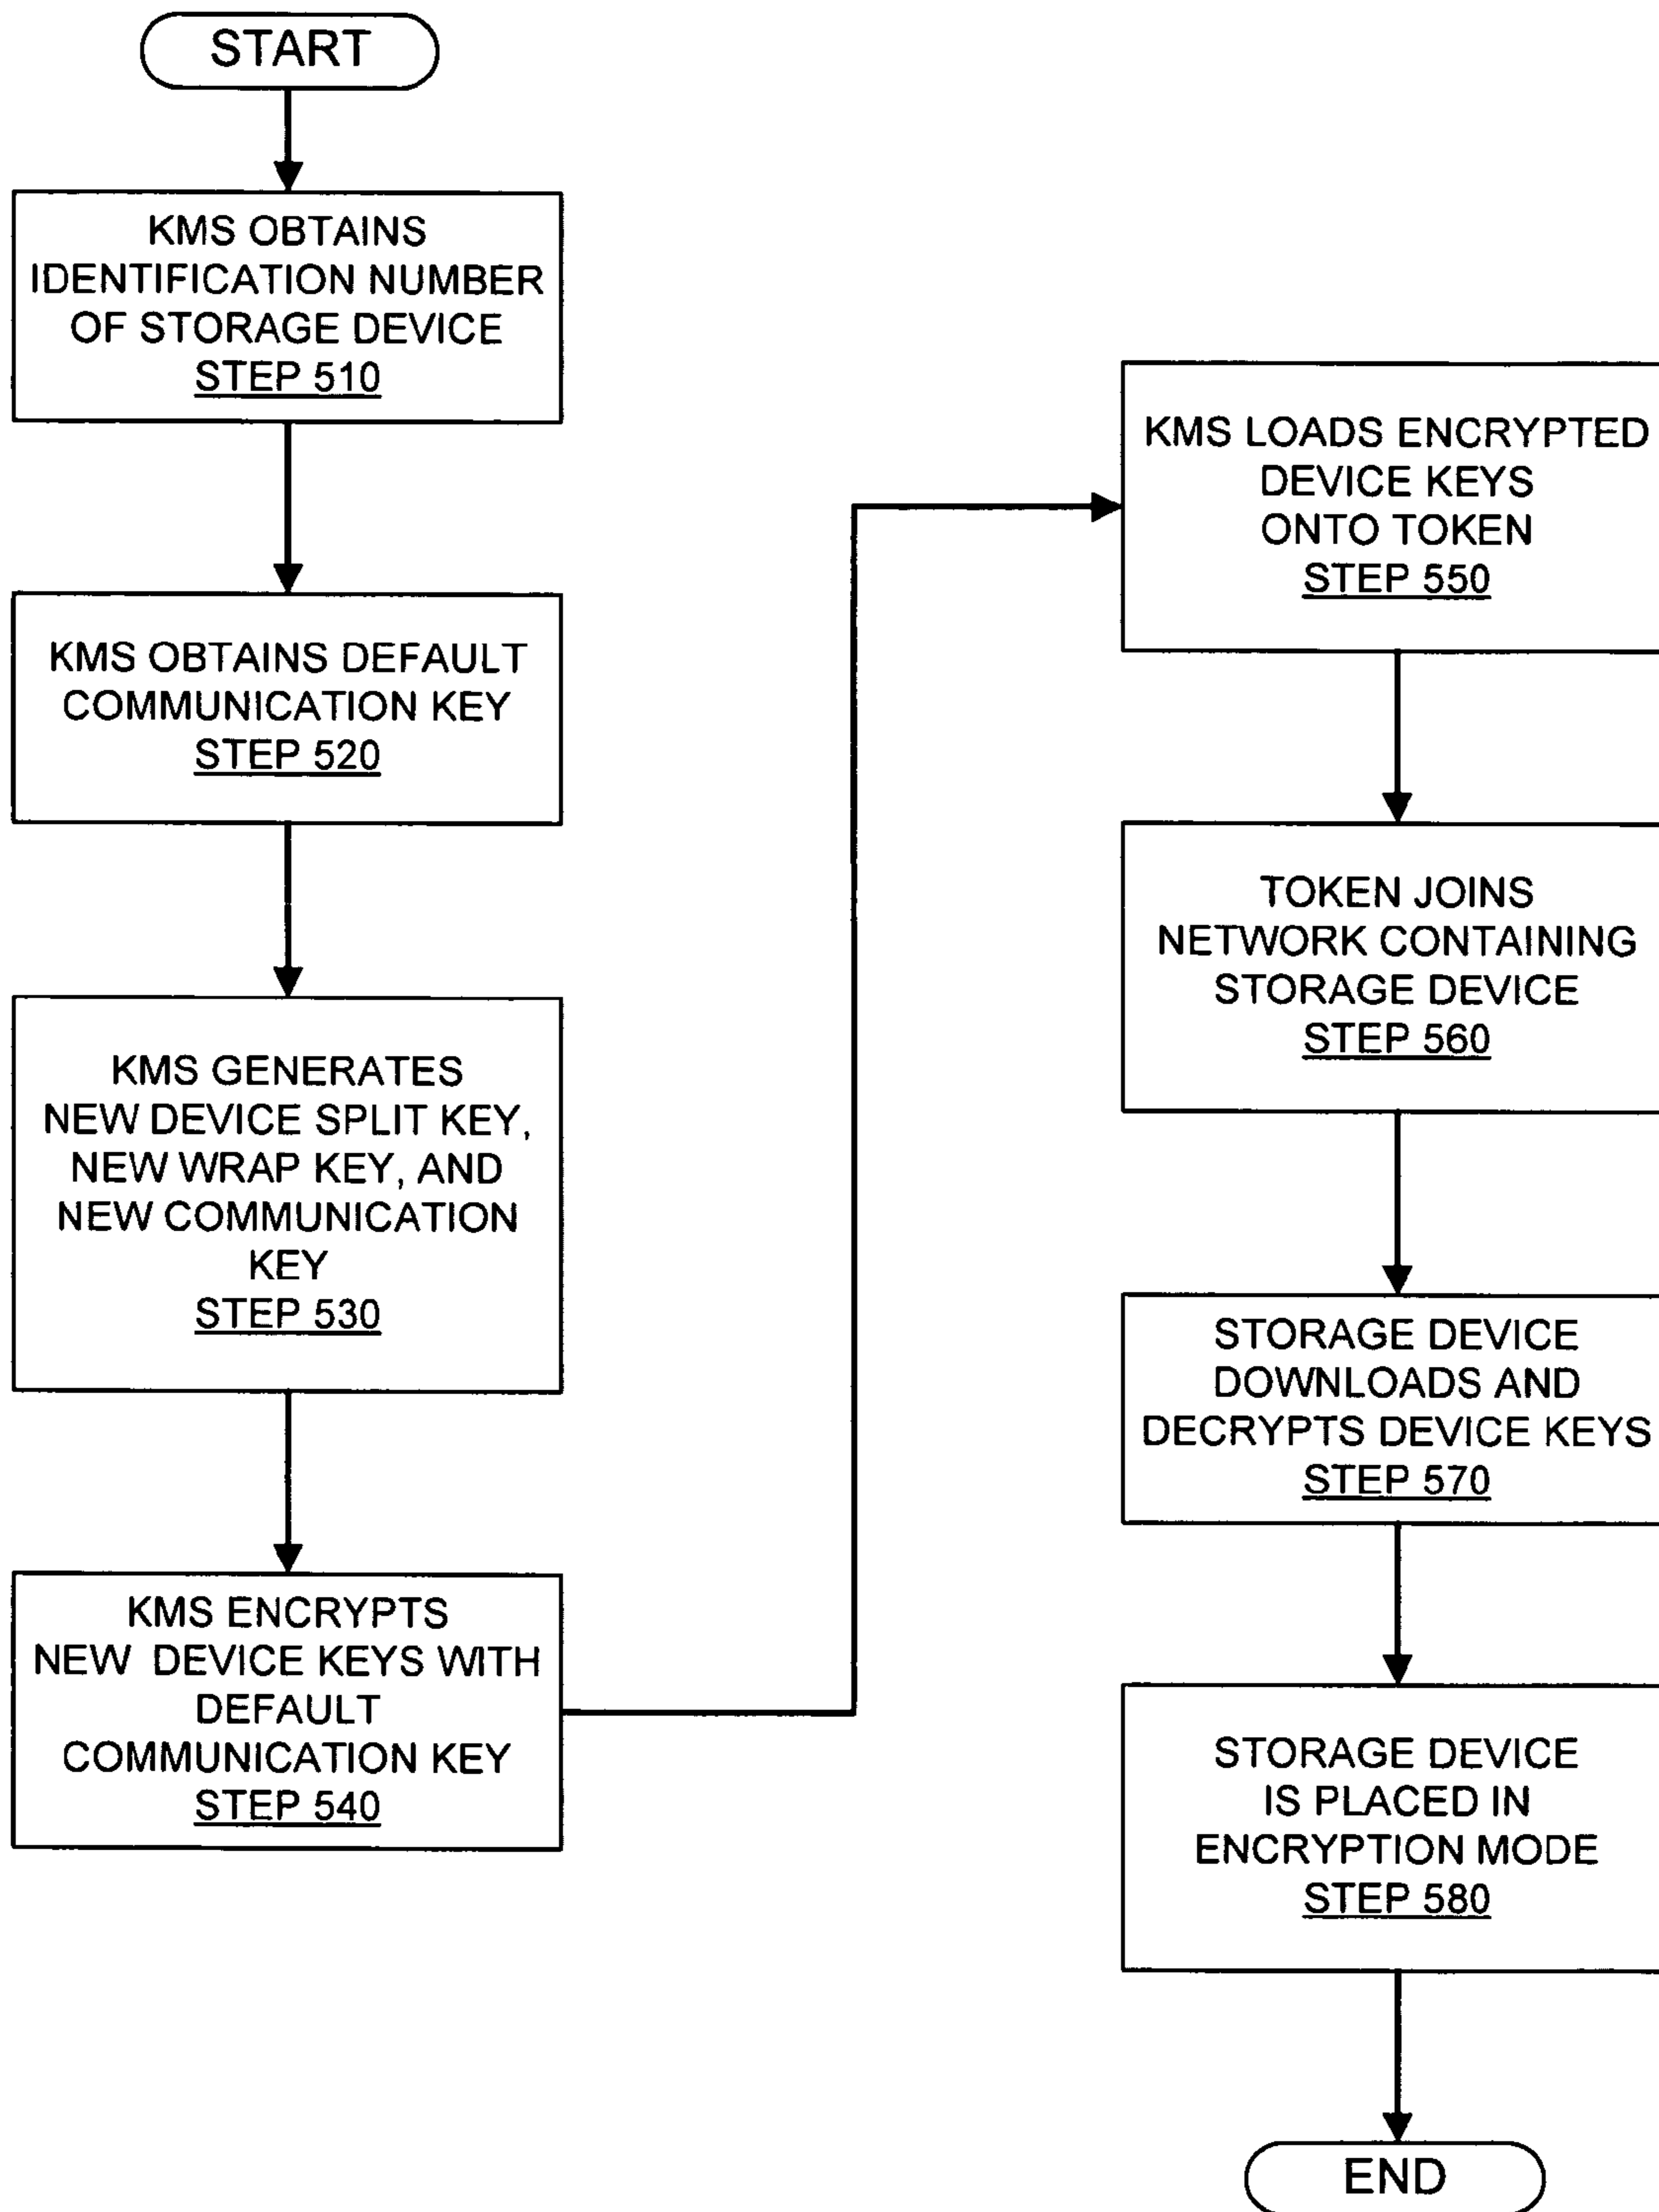 START
KMS OBTAINS
IDENTIFICATION NUMBER
OF STORAGE DEVICE
STEP 510
KMS OBTAINS DEFAULT
COMMUNICATION KEY
STEP 520
KMS GENERATES
NEW DEVICE SPLIT KEY,
NEW WRAP KEY, AND
NEW COMMUNICATION
KEY
STEP 530
KMS ENCRYPTS
NEW DEVICE KEYS WITH
DEFAULT
COMMUNICATION KEY
STEP 540
KMS LOADS ENCRYPTED
DEVICE KEYS
ONTO TOKEN
STEP 550
TOKEN JOINS
NETWORK CONTAINING
STORAGE DEVICE
STEP 560
STORAGE DEVICE
DOWNLOADS AND
DECRYPTS DEVICE KEYS
STEP 570
STORAGE DEVICE
IS PLACED IN
ENCRYPTION MODE
STEP 580
END